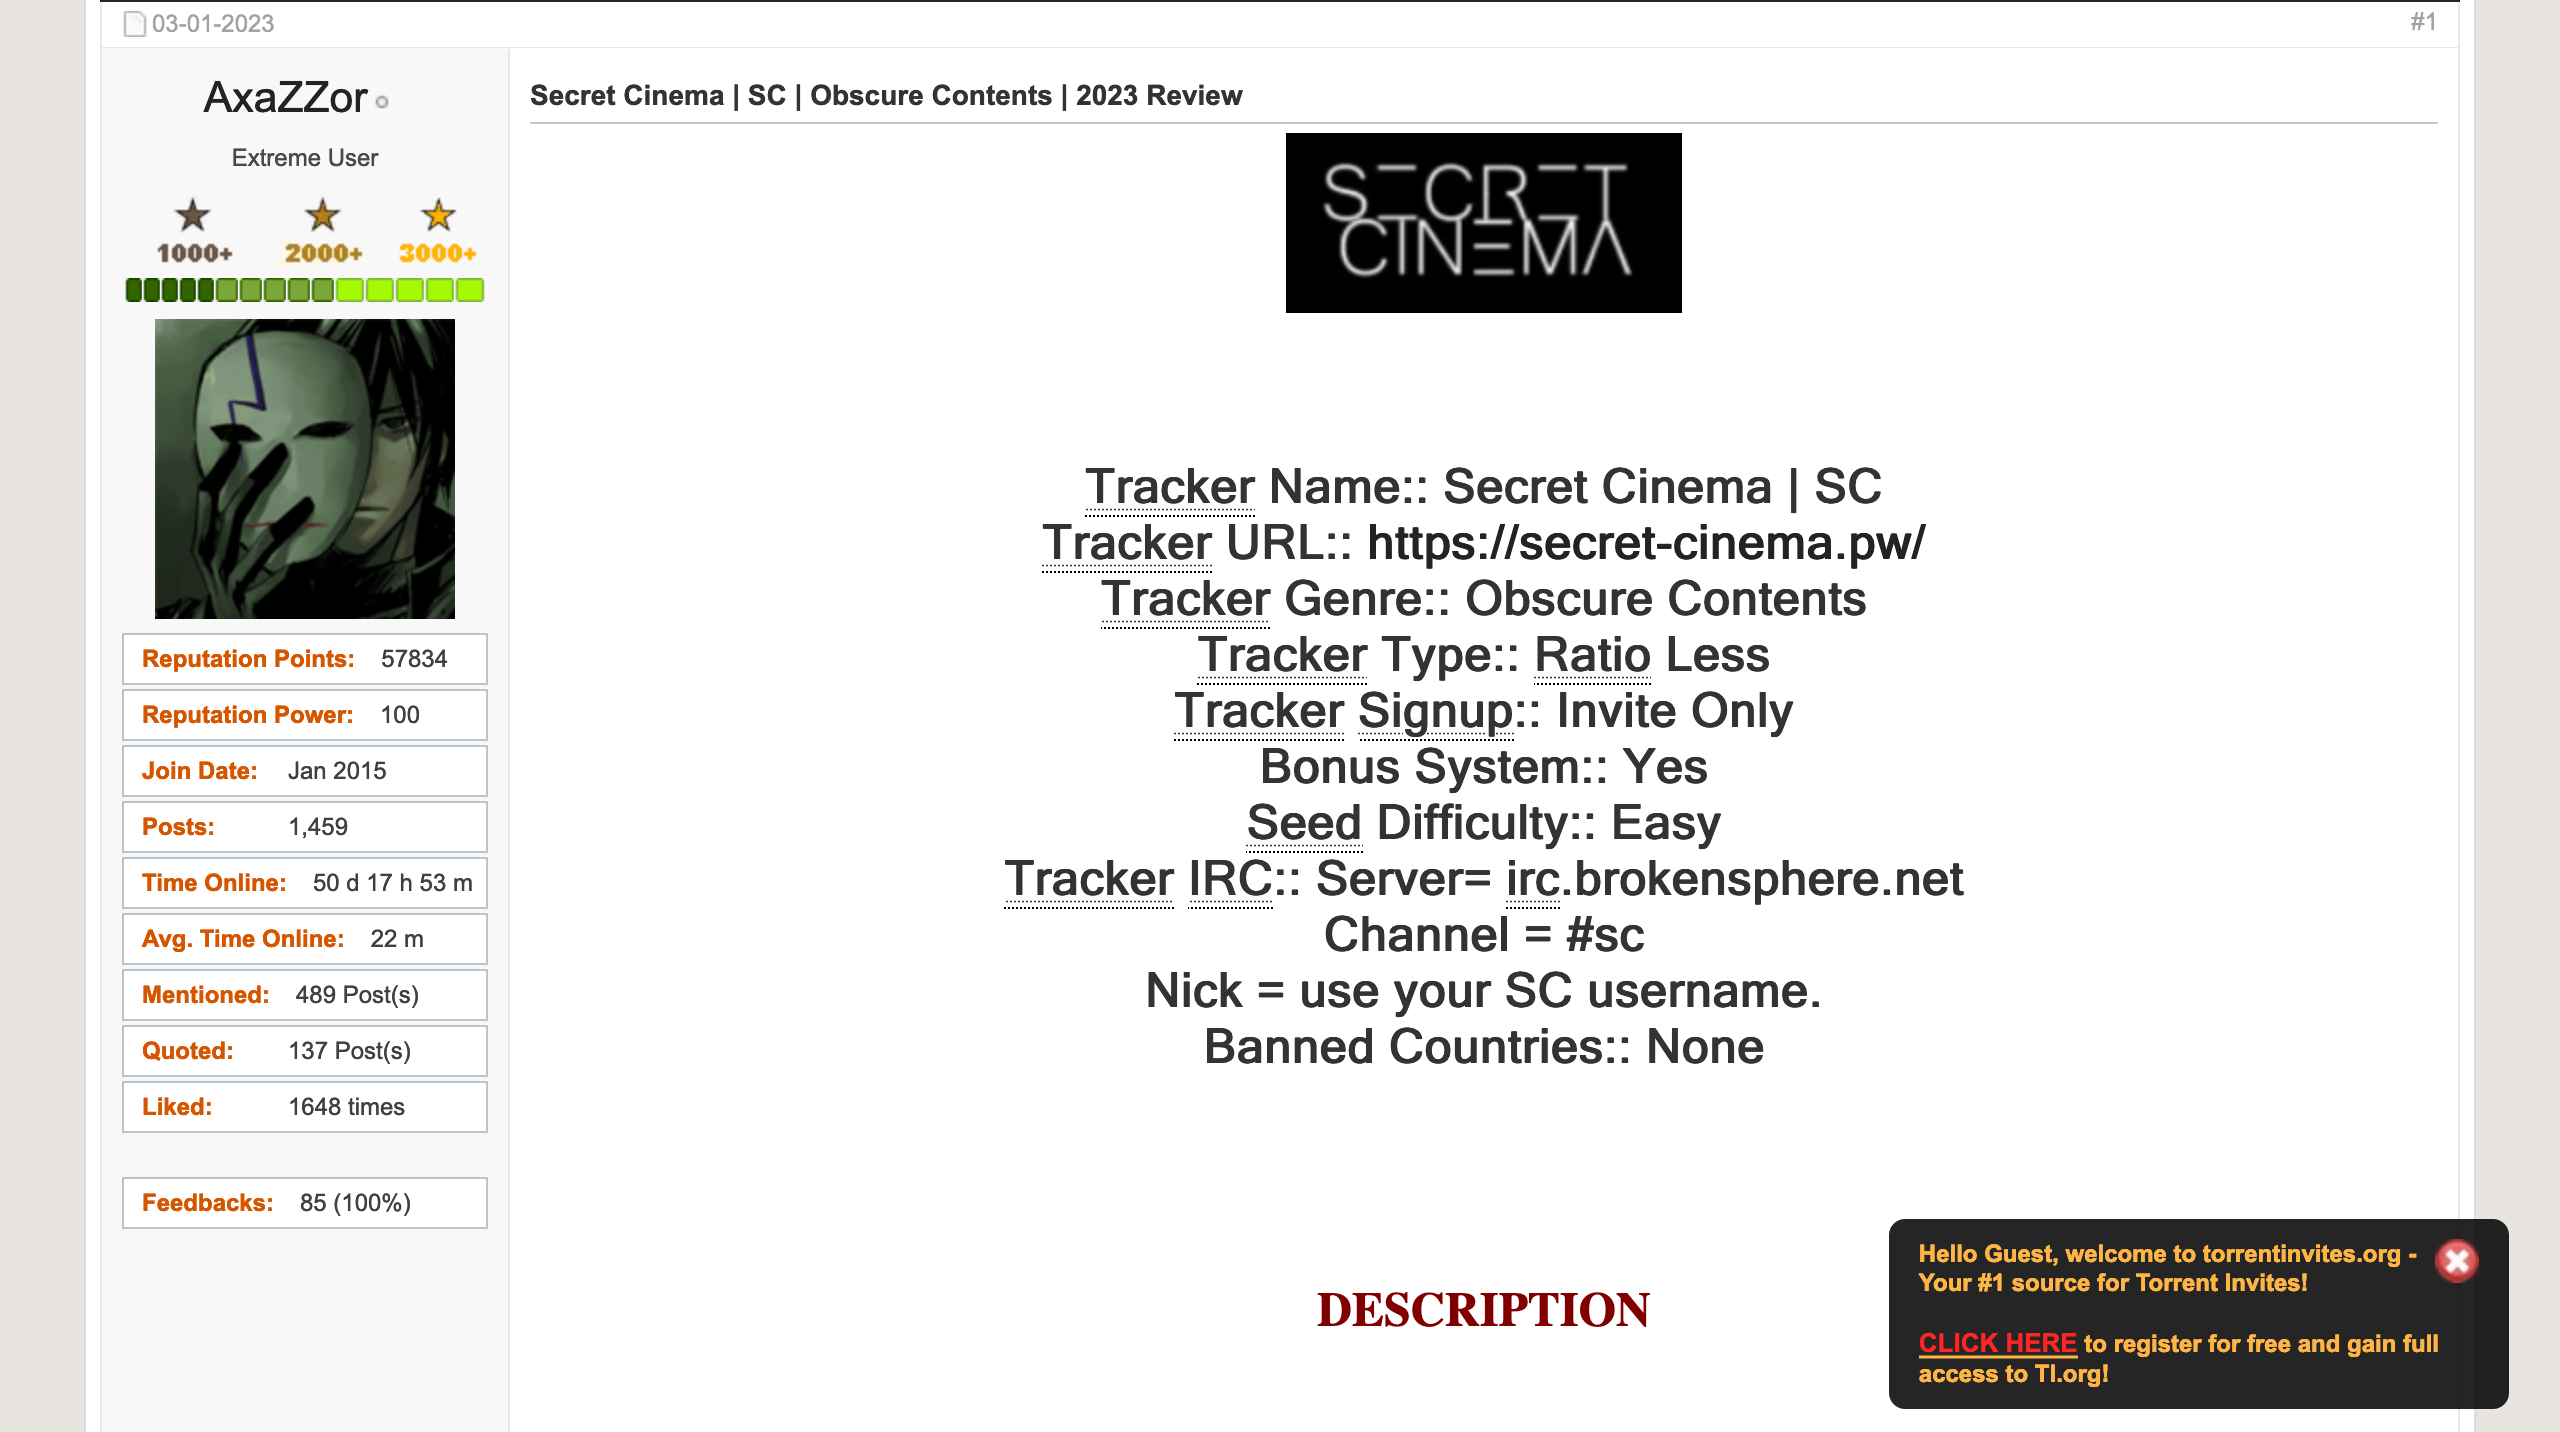 03-01-2023
#1
AxaZZor
Extreme User
1000+ 2000+ 3000+
Reputation Points: 57834
Reputation Power: 100
Join Date: Jan 2015
Posts: 1,459
Time Online: 50 d 17 h 53 m
Avg. Time Online: 22 m
Mentioned: 489 Post(s)
Quoted: 137 Post(s)
Liked: 1648 times
Feedbacks: 85 (100%)
Secret Cinema | SC | Obscure Contents | 2023 Review
SECRET
CINEMA
Tracker Name:: Secret Cinema | SC
Tracker URL:: https://secret-cinema.pw/
Tracker Genre:: Obscure Contents
Tracker Type:: Ratio Less
Tracker Signup:: Invite Only
Bonus System:: Yes
Seed Difficulty:: Easy
Tracker IRC:: Server= irc.brokensphere.net
Channel = #sc
Nick = use your SC username.
Banned Countries:: None
DESCRIPTION
Hello Guest, welcome to torrentinvites.org -
Your #1 source for Torrent Invites!
CLICK HERE to register for free and gain full
access to TI.org!